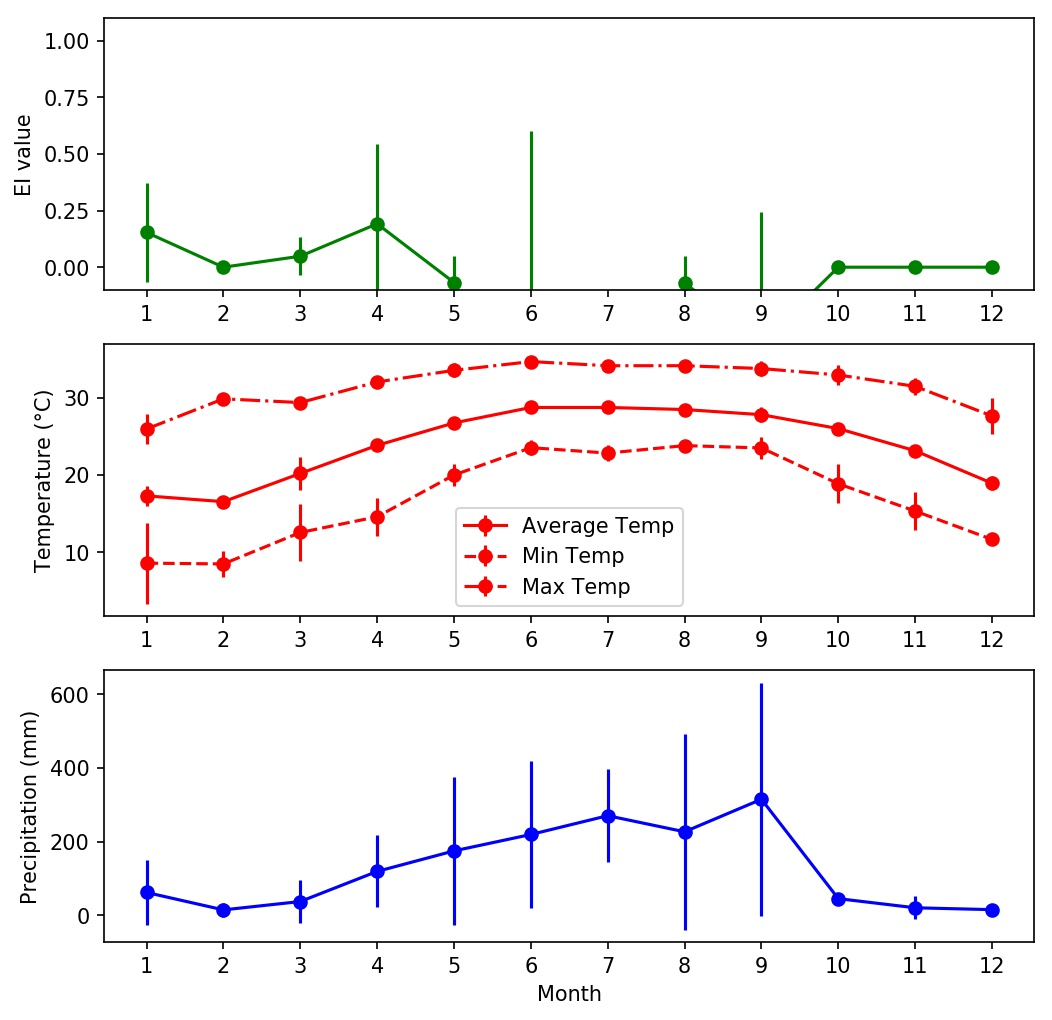 1.00
0.75
0.50
0.25
0.00
EI value
1 2 3 4 5 6 7 8 9 10 11 12
30
20
10
Temperature (°C)
Average Temp
Min Temp
Max Temp
1 2 3 4 5 6 7 8 9 10 11 12
600
400
200
0
Precipitation (mm)
1 2 3 4 5 6 7 8 9 10 11 12
Month